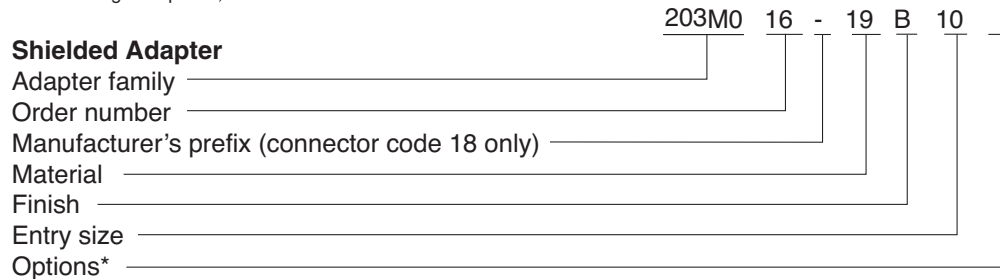 203M0 16 - 19 B 10
Shielded Adapter
Adapter family
Order number
Manufacturer's prefix (connector code 18 only)
Material
Finish
Entry size
Options*